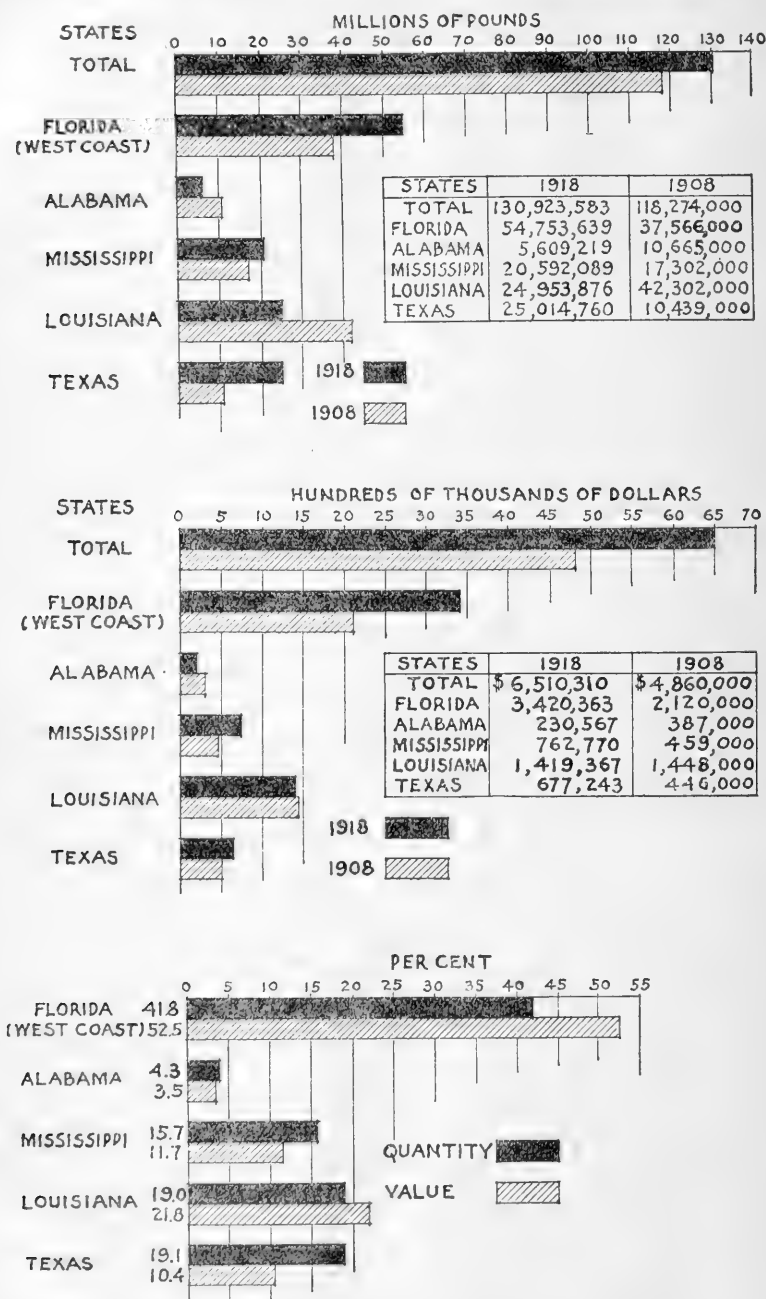 MILLIONS OF POUNDS
STATES
0 10 20 30 40 50 60 70 80 90 100 110 120 130 140
TOTAL
FLORIDA
(WEST COAST)
ALABAMA
MISSISSIPPI
LOUISIANA
TEXAS
STATES 1918 1908
TOTAL 130,923,583 118,274,000
FLORIDA 54,753,639 37,566,000
ALABAMA 5,609,219 10,665,000
MISSISSIPPI 20,592,089 17,302,000
LOUISIANA 24,953,876 42,302,000
TEXAS 25,014,760 10,439,000
1918
1908
HUNDREDS OF THOUSANDS OF DOLLARS
STATES
0 5 10 15 20 25 30 35 40 45 50 55 60 65 70
TOTAL
FLORIDA
(WEST COAST)
ALABAMA
MISSISSIPPI
LOUISIANA
TEXAS
STATES 1918 1908
TOTAL $6,510,310 $4,860,000
FLORIDA 3,420,363 2,120,000
ALABAMA 230,567 387,000
MISSISSIPPI 762,770 459,000
LOUISIANA 1,419,367 1,448,000
TEXAS 677,243 446,000
1918
1908
PER CENT
0 5 10 15 20 25 30 35 40 45 50 55
FLORIDA 41.8
(WEST COAST) 52.5
ALABAMA 4.3
3.5
MISSISSIPPI 15.7
11.7
QUANTITY
VALUE
LOUISIANA 19.0
21.8
TEXAS 19.1
10.4